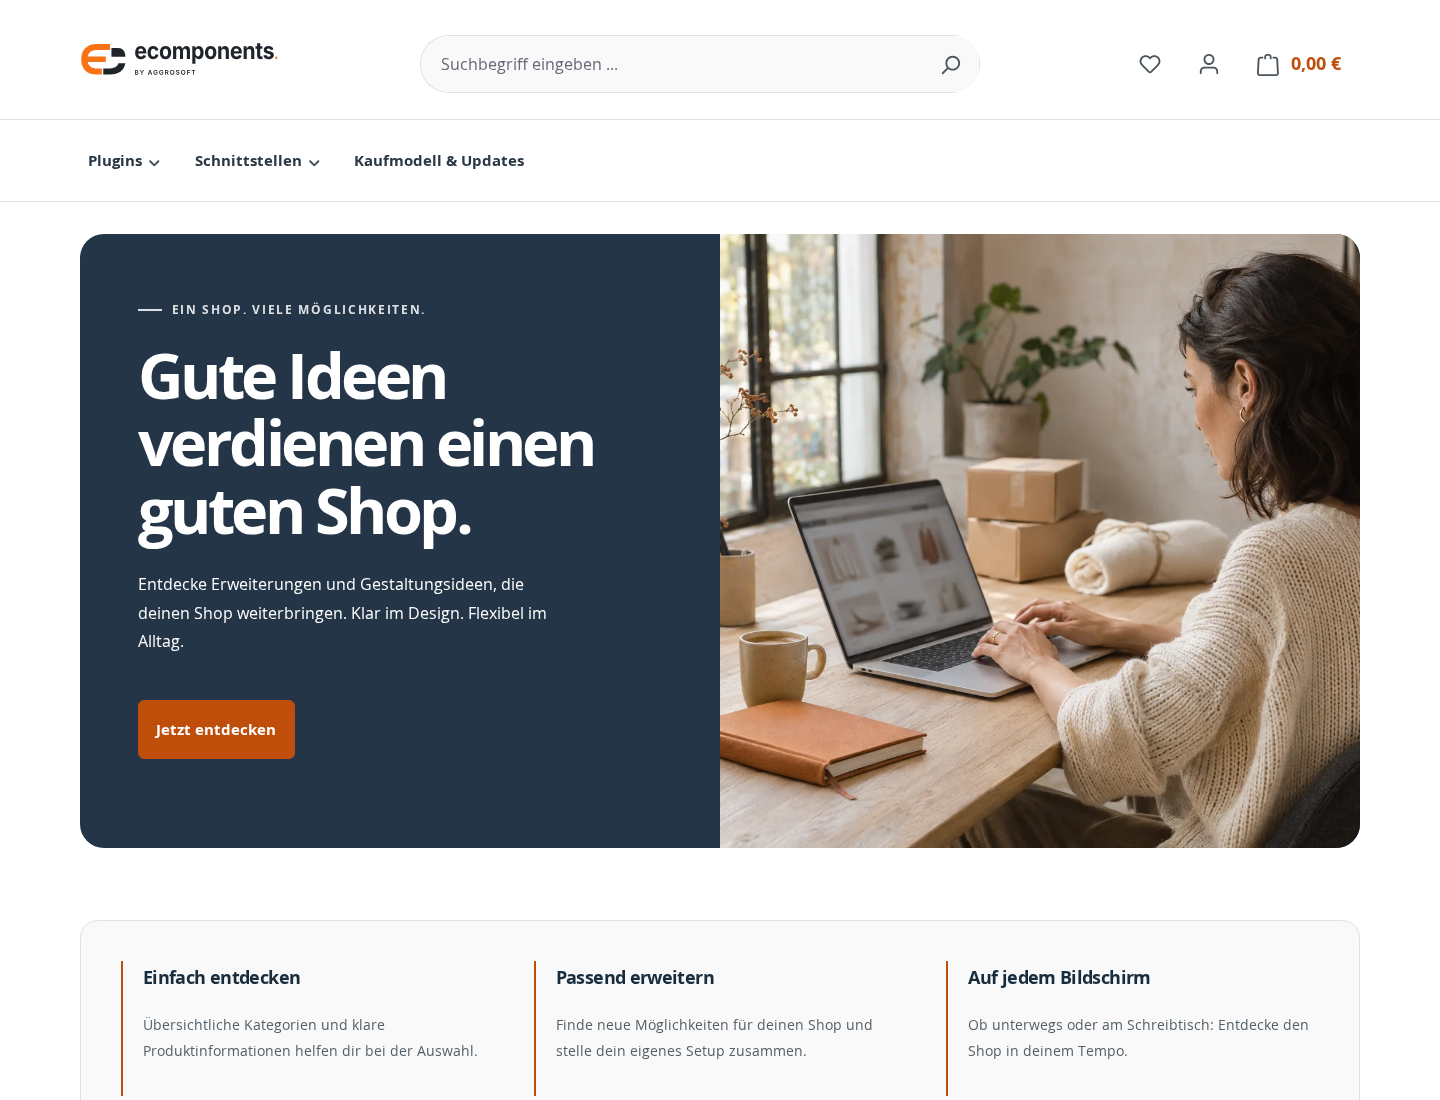 ecomponents.
BY AGGROSOFT
Suchbegriff eingeben ...
0,00 €
Plugins
Schnittstellen
Kaufmodell & Updates
EIN SHOP. VIELE MÖGLICHKEITEN.
Gute Ideen
verdienen einen
guten Shop.
Entdecke Erweiterungen und Gestaltungsideen, die
deinen Shop weiterbringen. Klar im Design. Flexibel im
Alltag.
Jetzt entdecken
Einfach entdecken
Übersichtliche Kategorien und klare
Produktinformationen helfen dir bei der Auswahl.
Passend erweitern
Finde neue Möglichkeiten für deinen Shop und
stelle dein eigenes Setup zusammen.
Auf jedem Bildschirm
Ob unterwegs oder am Schreibtisch: Entdecke den
Shop in deinem Tempo.